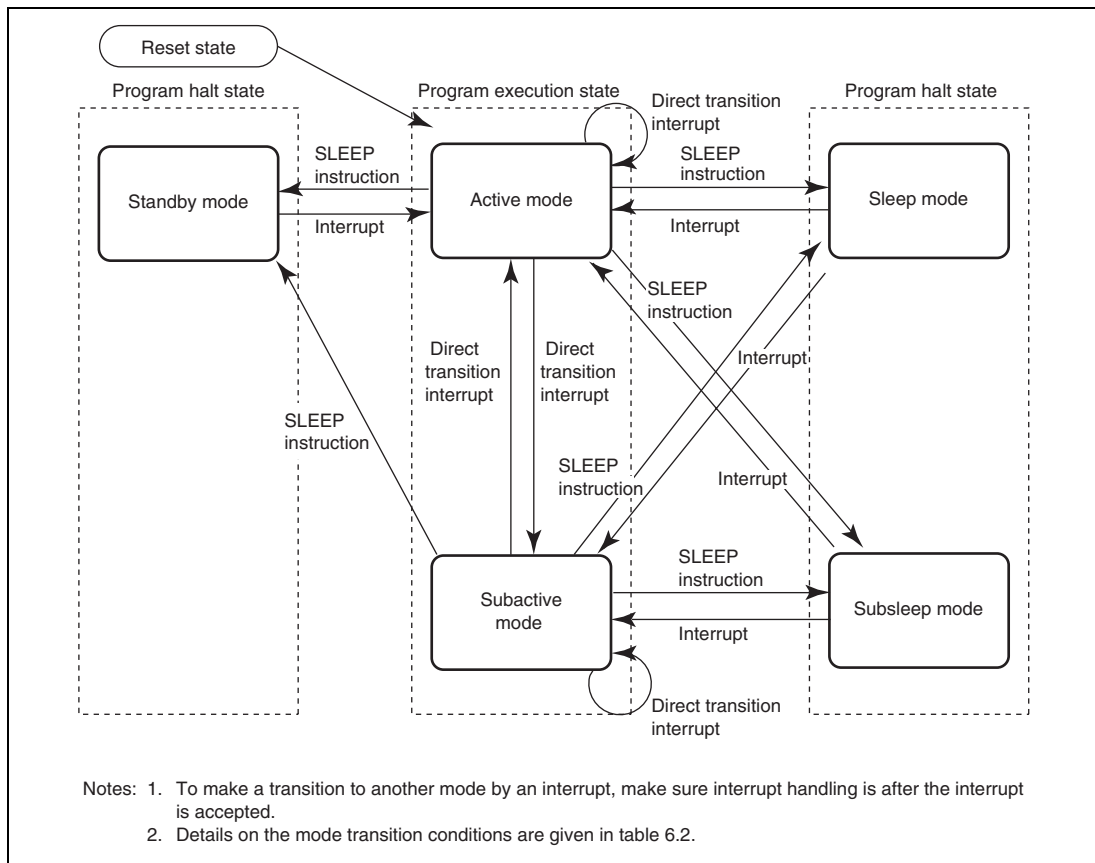 Reset state
Program halt state
Program execution state
Program halt state
Direct transition
interrupt
SLEEP
instruction
SLEEP
instruction
Standby mode
Active mode
Sleep mode
Interrupt
Interrupt
SLEEP
instruction
Direct
transition
interrupt
Direct
transition
interrupt
Interrupt
SLEEP
instruction
SLEEP
instruction
Interrupt
SLEEP
instruction
Subactive
mode
Subsleep mode
Interrupt
Direct transition
interrupt
Notes: 1. To make a transition to another mode by an interrupt, make sure interrupt handling is after the interrupt
is accepted.
2. Details on the mode transition conditions are given in table 6.2.